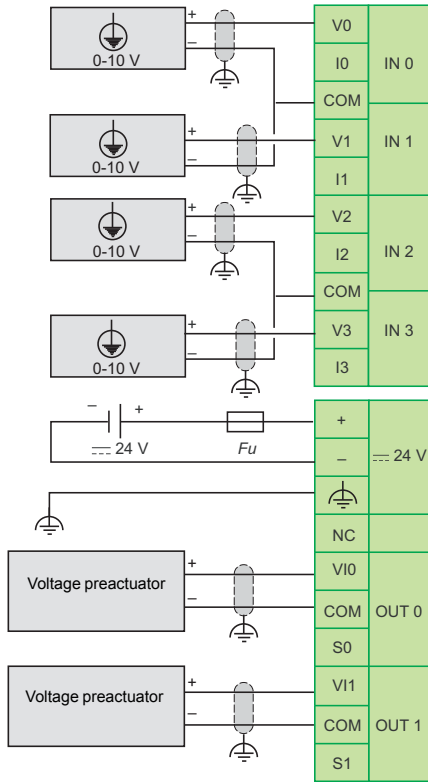 + V0
–
0-10 V I0 IN 0
COM
+ V1 IN 1
–
0-10 V I1
+ V2
–
0-10 V I2 IN 2
COM
+ V3 IN 3
–
0-10 V I3
– + +
24 V Fu
– 24 V
NC
+ VI0
Voltage preactuator
– COM OUT 0
S0
+ VI1
Voltage preactuator
– COM OUT 1
S1